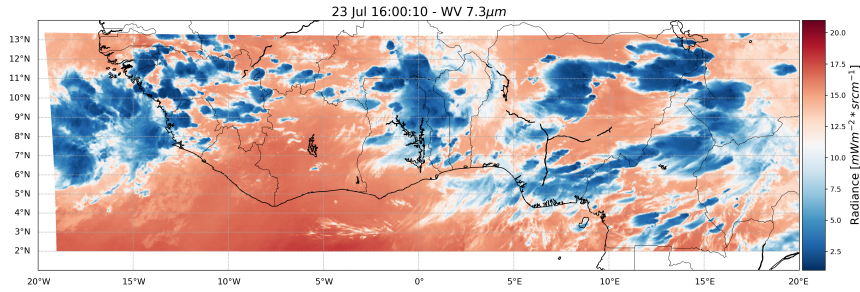 23 Jul 16:00:10 - WV 7.3μm
13°N
12°N
11°N
10°N
9°N
8°N
7°N
6°N
5°N
4°N
3°N
2°N
20°W 15°W 10°W 5°W 0° 5°E 10°E 15°E 20°E
20.0
17.5
15.0
12.5
10.0
7.5
5.0
2.5
Radiance [mWm⁻² * srcm⁻¹]